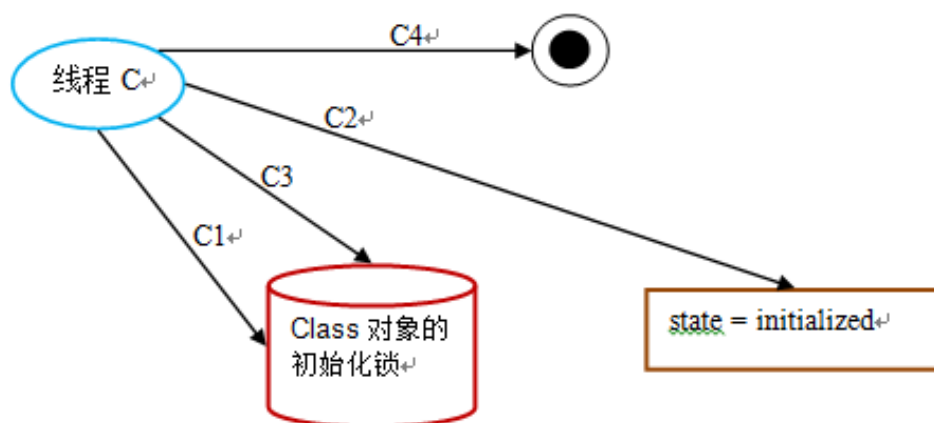 C4
线程 C
C2
C3
C1
Class 对象的
初始化锁
state = initialized